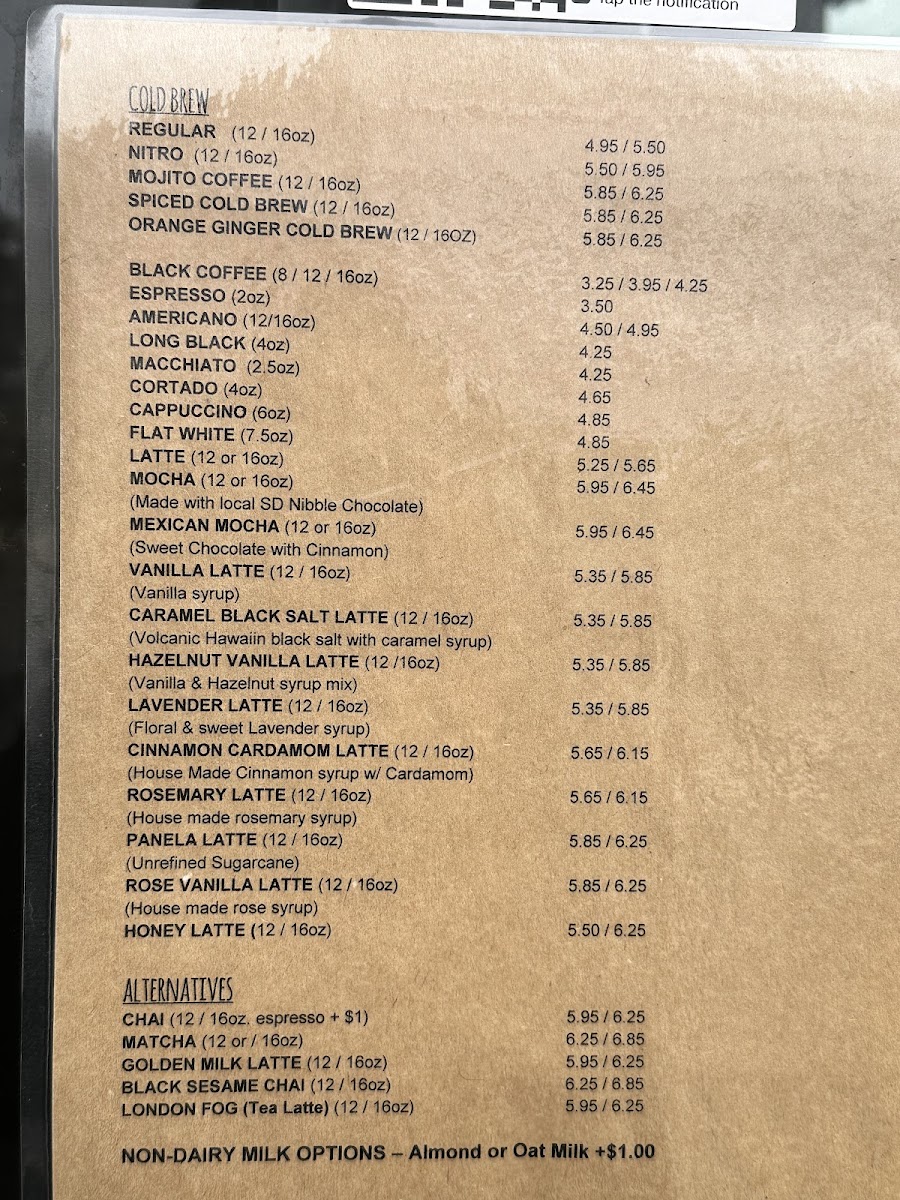 Tap the notification
COLD BREW
REGULAR (12 / 16oz) 4.95 / 5.50
NITRO (12 / 16oz) 5.50 / 5.95
MOJITO COFFEE (12 / 16oz) 5.85 / 6.25
SPICED COLD BREW (12 / 16oz) 5.85 / 6.25
ORANGE GINGER COLD BREW (12 / 16OZ) 5.85 / 6.25
BLACK COFFEE (8 / 12 / 16oz) 3.25 / 3.95 / 4.25
ESPRESSO (2oz) 3.50
AMERICANO (12/16oz) 4.50 / 4.95
LONG BLACK (4oz) 4.25
MACCHIATO (2.5oz) 4.25
CORTADO (4oz) 4.65
CAPPUCCINO (6oz) 4.85
FLAT WHITE (7.5oz) 4.85
LATTE (12 or 16oz) 5.25 / 5.65
MOCHA (12 or 16oz) 5.95 / 6.45
(Made with local SD Nibble Chocolate)
MEXICAN MOCHA (12 or 16oz) 5.95 / 6.45
(Sweet Chocolate with Cinnamon)
VANILLA LATTE (12 / 16oz) 5.35 / 5.85
(Vanilla syrup)
CARAMEL BLACK SALT LATTE (12 / 16oz) 5.35 / 5.85
(Volcanic Hawaiin black salt with caramel syrup)
HAZELNUT VANILLA LATTE (12 /16oz) 5.35 / 5.85
(Vanilla & Hazelnut syrup mix)
LAVENDER LATTE (12 / 16oz) 5.35 / 5.85
(Floral & sweet Lavender syrup)
CINNAMON CARDAMOM LATTE (12 / 16oz) 5.65 / 6.15
(House Made Cinnamon syrup w/ Cardamom)
ROSEMARY LATTE (12 / 16oz) 5.65 / 6.15
(House made rosemary syrup)
PANELA LATTE (12 / 16oz) 5.85 / 6.25
(Unrefined Sugarcane)
ROSE VANILLA LATTE (12 / 16oz) 5.85 / 6.25
(House made rose syrup)
HONEY LATTE (12 / 16oz) 5.50 / 6.25
ALTERNATIVES
CHAI (12 / 16oz. espresso + $1) 5.95 / 6.25
MATCHA (12 or / 16oz) 6.25 / 6.85
GOLDEN MILK LATTE (12 / 16oz) 5.95 / 6.25
BLACK SESAME CHAI (12 / 16oz) 6.25 / 6.85
LONDON FOG (Tea Latte) (12 / 16oz) 5.95 / 6.25
NON-DAIRY MILK OPTIONS – Almond or Oat Milk +$1.00